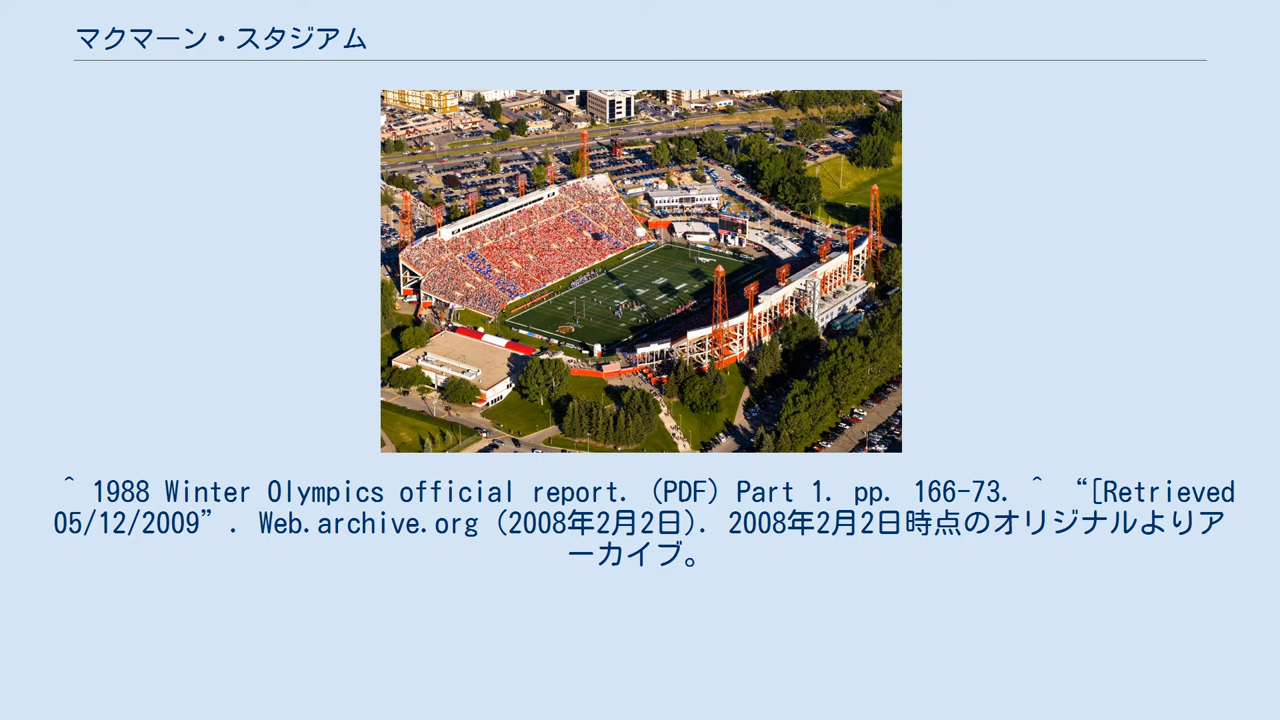 マクマーン・スタジアム
^ 1988 Winter Olympics official report. (PDF) Part 1. pp. 166-73. ^ “[Retrieved
05/12/2009”. Web.archive.org (2008年2月2日). 2008年2月2日時点のオリジナルよりア
ーカイブ。